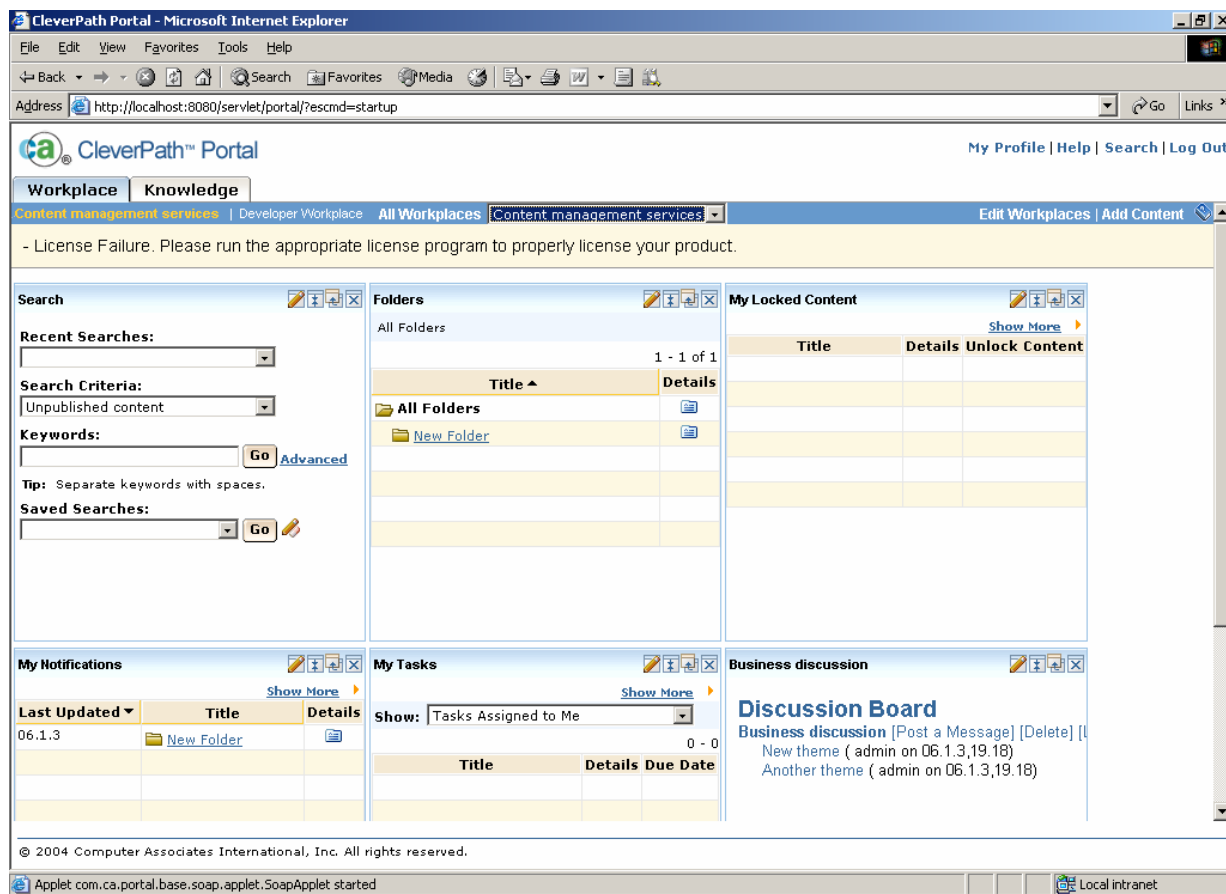 CleverPath Portal - Microsoft Internet Explorer
File Edit View Favorites Tools Help
Back Search Favorites Media
Address http://localhost:8080/servlet/portal/?escmd=startup Go Links »
ca® CleverPath™ Portal
My Profile | Help | Search | Log Out
Workplace Knowledge
Content management services | Developer Workplace All Workplaces Content management services Edit Workplaces | Add Content
- License Failure. Please run the appropriate license program to properly license your product.
Search
Recent Searches:
Search Criteria:
Unpublished content
Keywords:
Go Advanced
Tip: Separate keywords with spaces.
Saved Searches:
Go
Folders
All Folders
1 - 1 of 1
Title Details
All Folders
New Folder
My Locked Content
Show More
Title Details Unlock Content
My Notifications
Show More
Last Updated Title Details
06.1.3 New Folder
My Tasks
Show More
Show: Tasks Assigned to Me
0 - 0
Title Details Due Date
Business discussion
Discussion Board
Business discussion [Post a Message] [Delete] [L
New theme ( admin on 06.1.3,19.18)
Another theme ( admin on 06.1.3,19.18)
© 2004 Computer Associates International, Inc. All rights reserved.
Applet com.ca.portal.base.soap.applet.SoapApplet started Local intranet